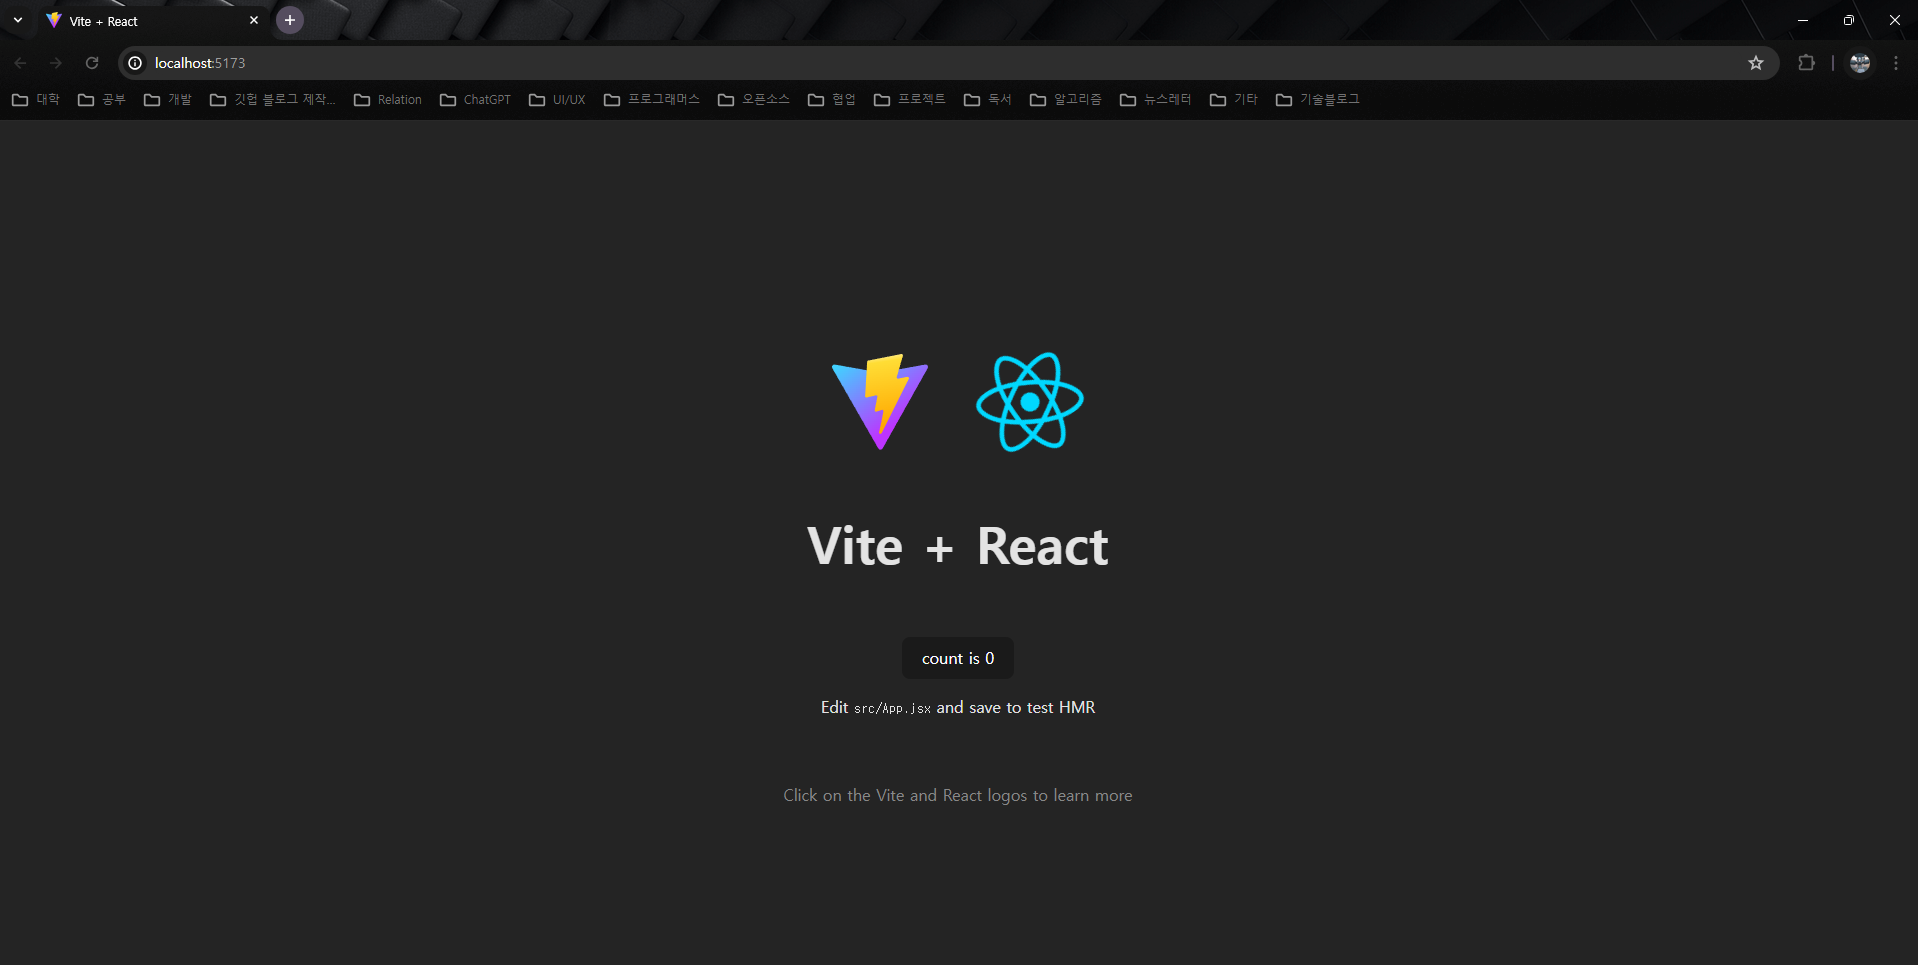 Vite + React
localhost:5173
대학 공부 개발 깃헙 블로그 제작... Relation ChatGPT UI/UX 프로그래머스 오픈소스 협업 프로젝트 독서 알고리즘 뉴스레터 기타 기술블로그
Vite + React
count is 0
Edit src/App.jsx and save to test HMR
Click on the Vite and React logos to learn more